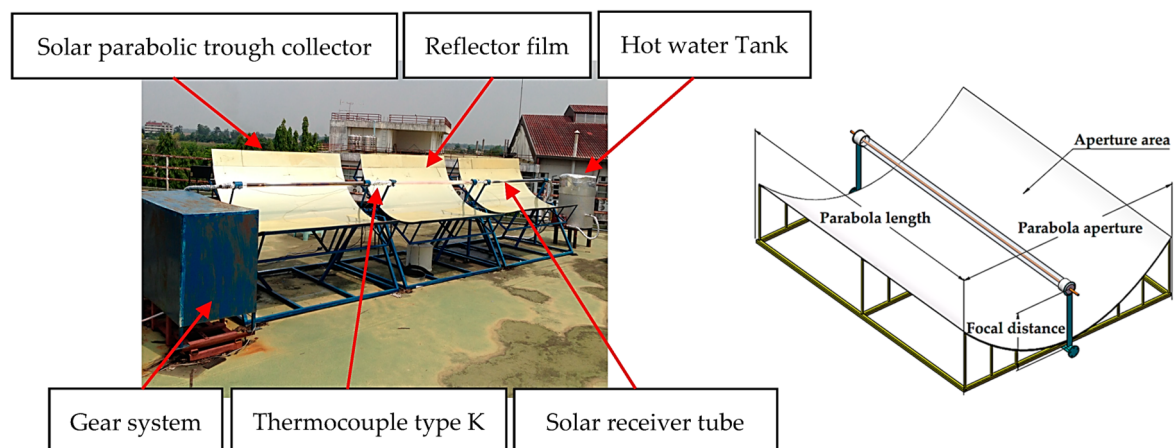 Solar parabolic trough collector
Reflector film
Hot water Tank
Aperture area
Parabola length
Parabola aperture
Focal distance
Gear system
Thermocouple type K
Solar receiver tube